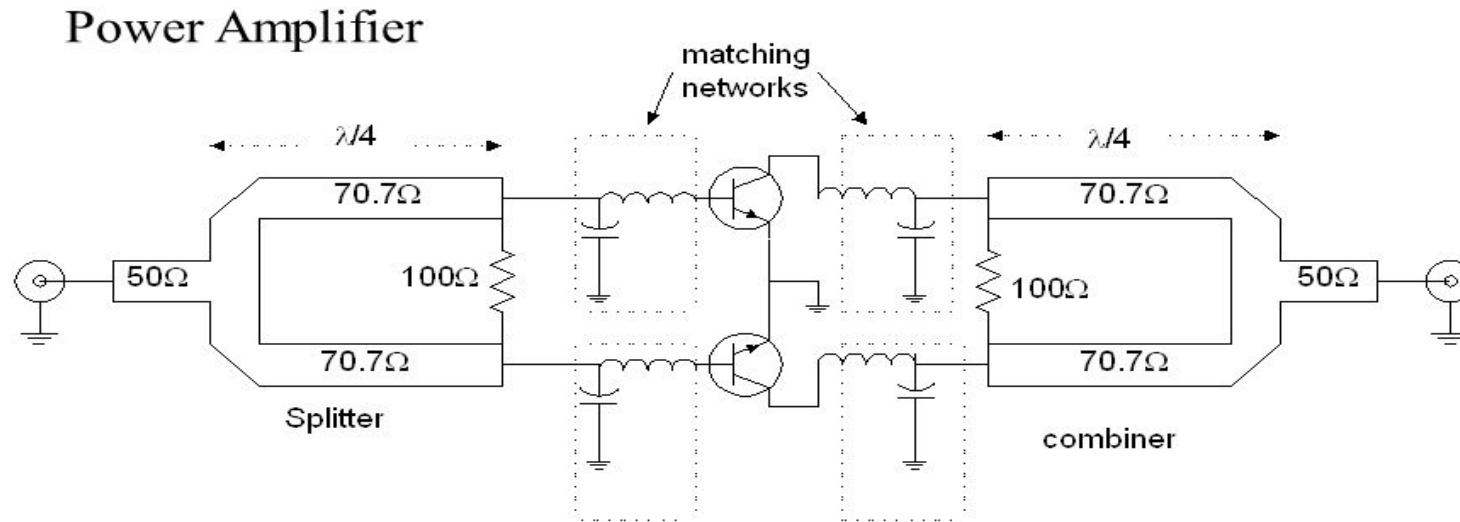 Power Amplifier
matching
networks
λ/4
λ/4
70.7Ω
70.7Ω
50Ω
100Ω
100Ω
50Ω
70.7Ω
70.7Ω
Splitter
combiner